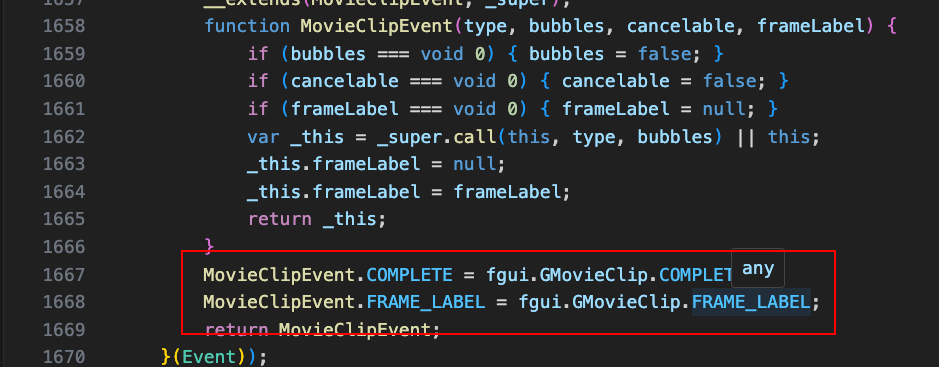 1657 __extends(MovieClipEvent, _super);
1658 function MovieClipEvent(type, bubbles, cancelable, frameLabel) {
1659 if (bubbles === void 0) { bubbles = false; }
1660 if (cancelable === void 0) { cancelable = false; }
1661 if (frameLabel === void 0) { frameLabel = null; }
1662 var _this = _super.call(this, type, bubbles) || this;
1663 _this.frameLabel = null;
1664 _this.frameLabel = frameLabel;
1665 return _this;
1666 }
1667 MovieClipEvent.COMPLETE = fgui.GMovieClip.COMPLET any
1668 MovieClipEvent.FRAME_LABEL = fgui.GMovieClip.FRAME_LABEL;
1669 return MovieClipEvent;
1670 }(Event));